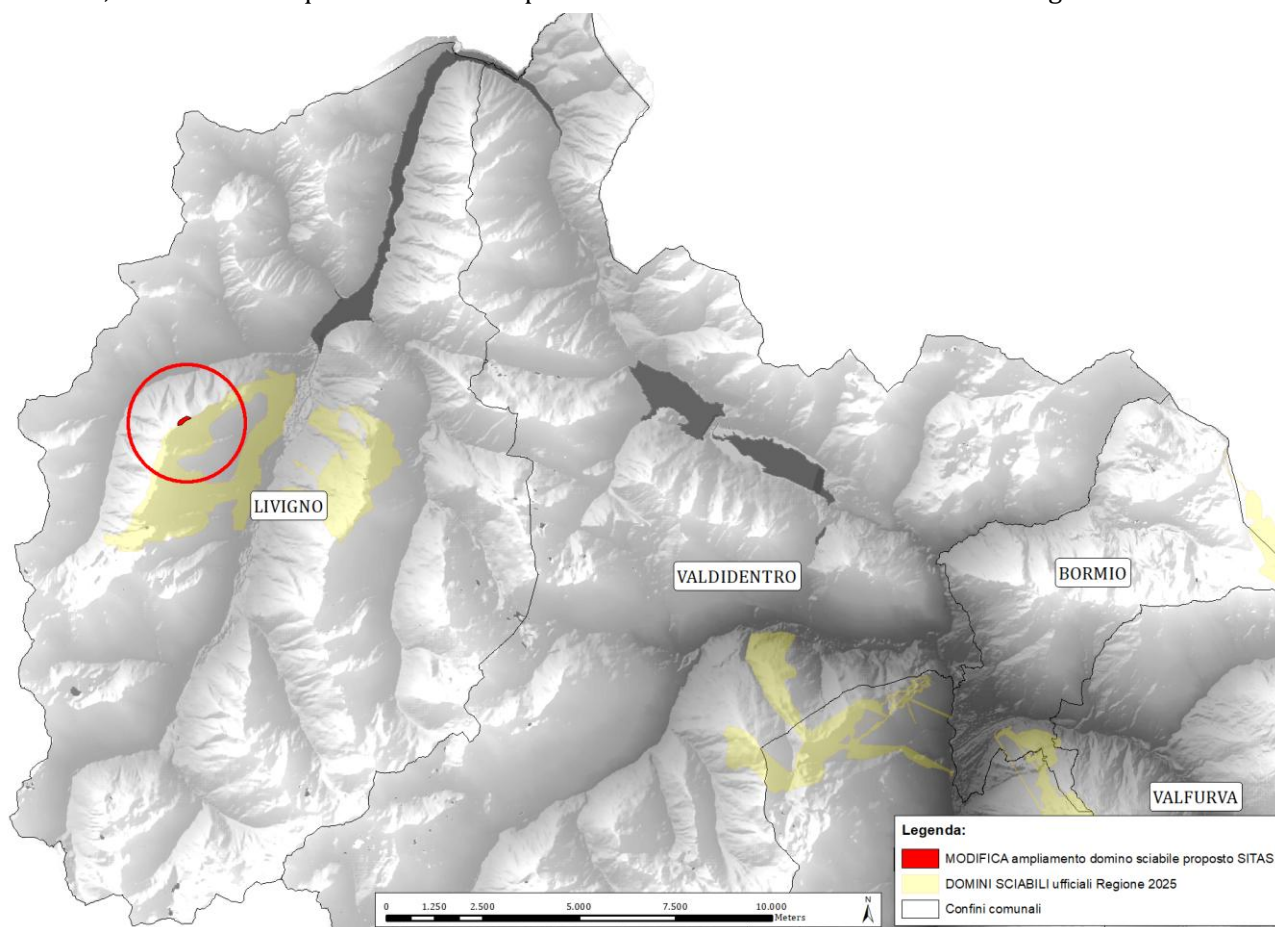 LIVIGNO
VALDIDENTRO
BORMIO
VALFURVA
Legenda:
MODIFICA ampliamento domino sciabile proposto SITAS
DOMINI SCIABILI ufficiali Regione 2025
Confini comunali
0 1.250 2.500 5.000 7.500 10.000
Meters
N